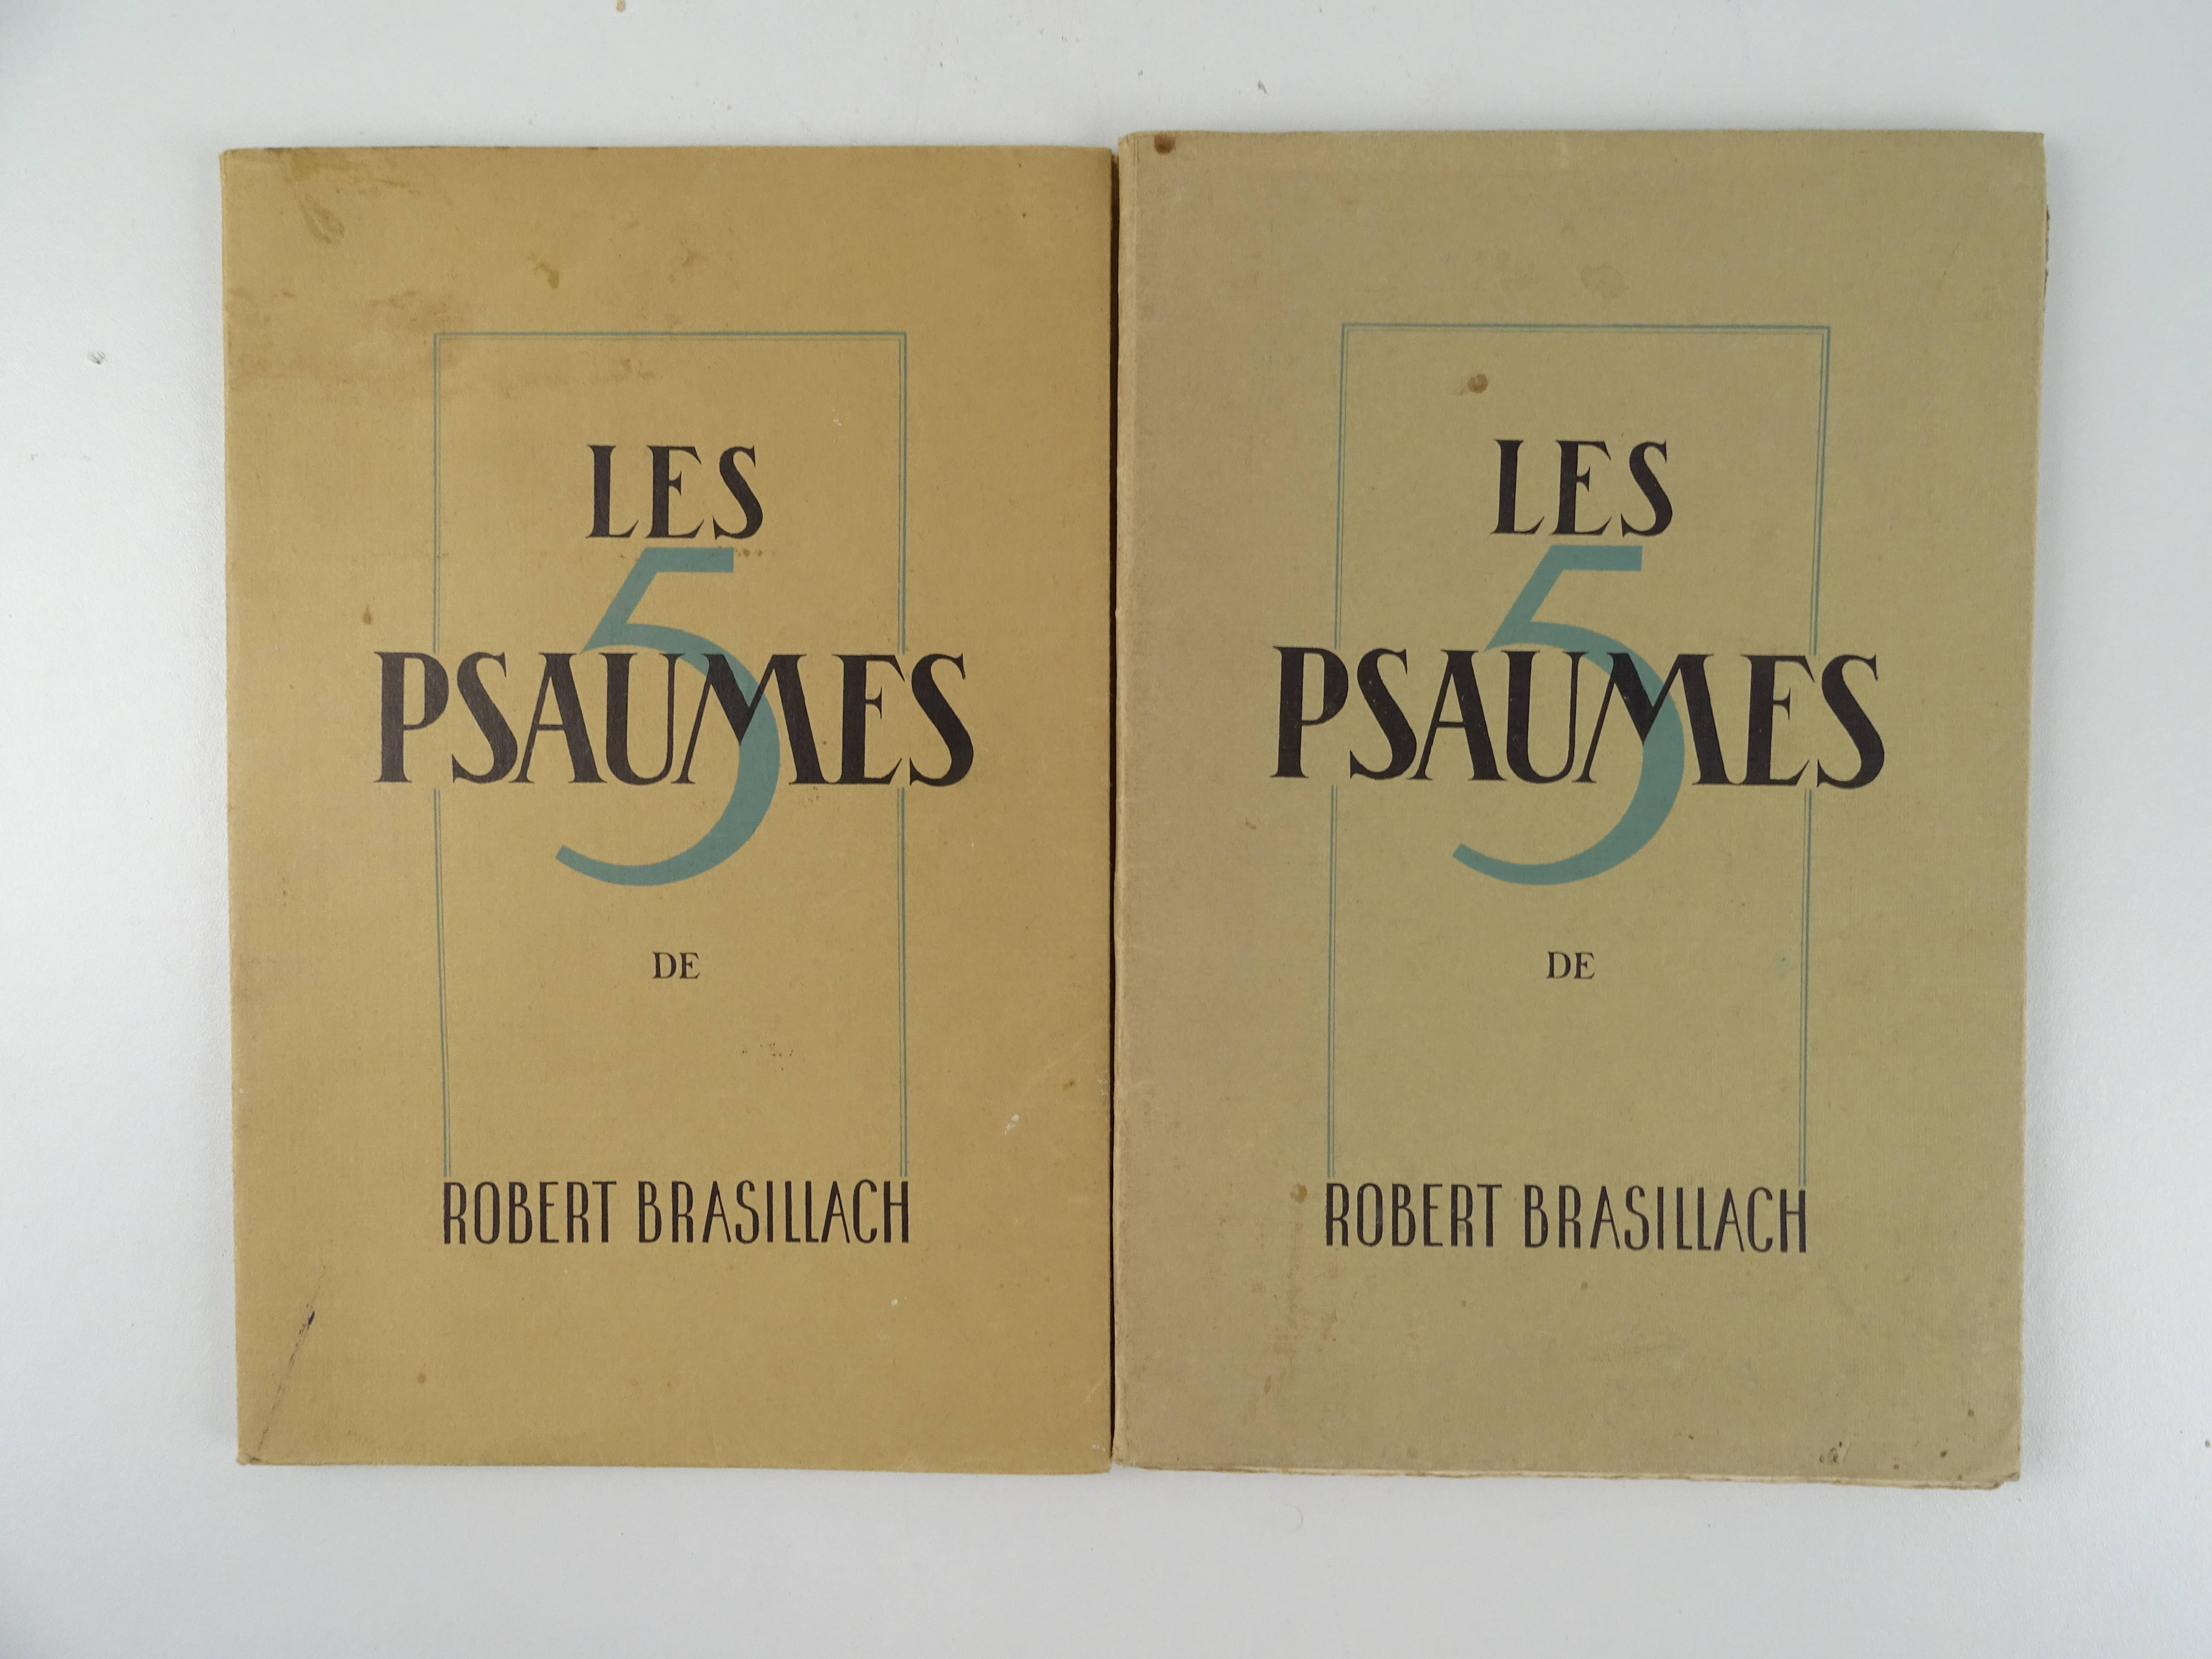 LES
5
PSAUMES
DE
ROBERT BRASILLACH
LES
5
PSAUMES
DE
ROBERT BRASILLACH